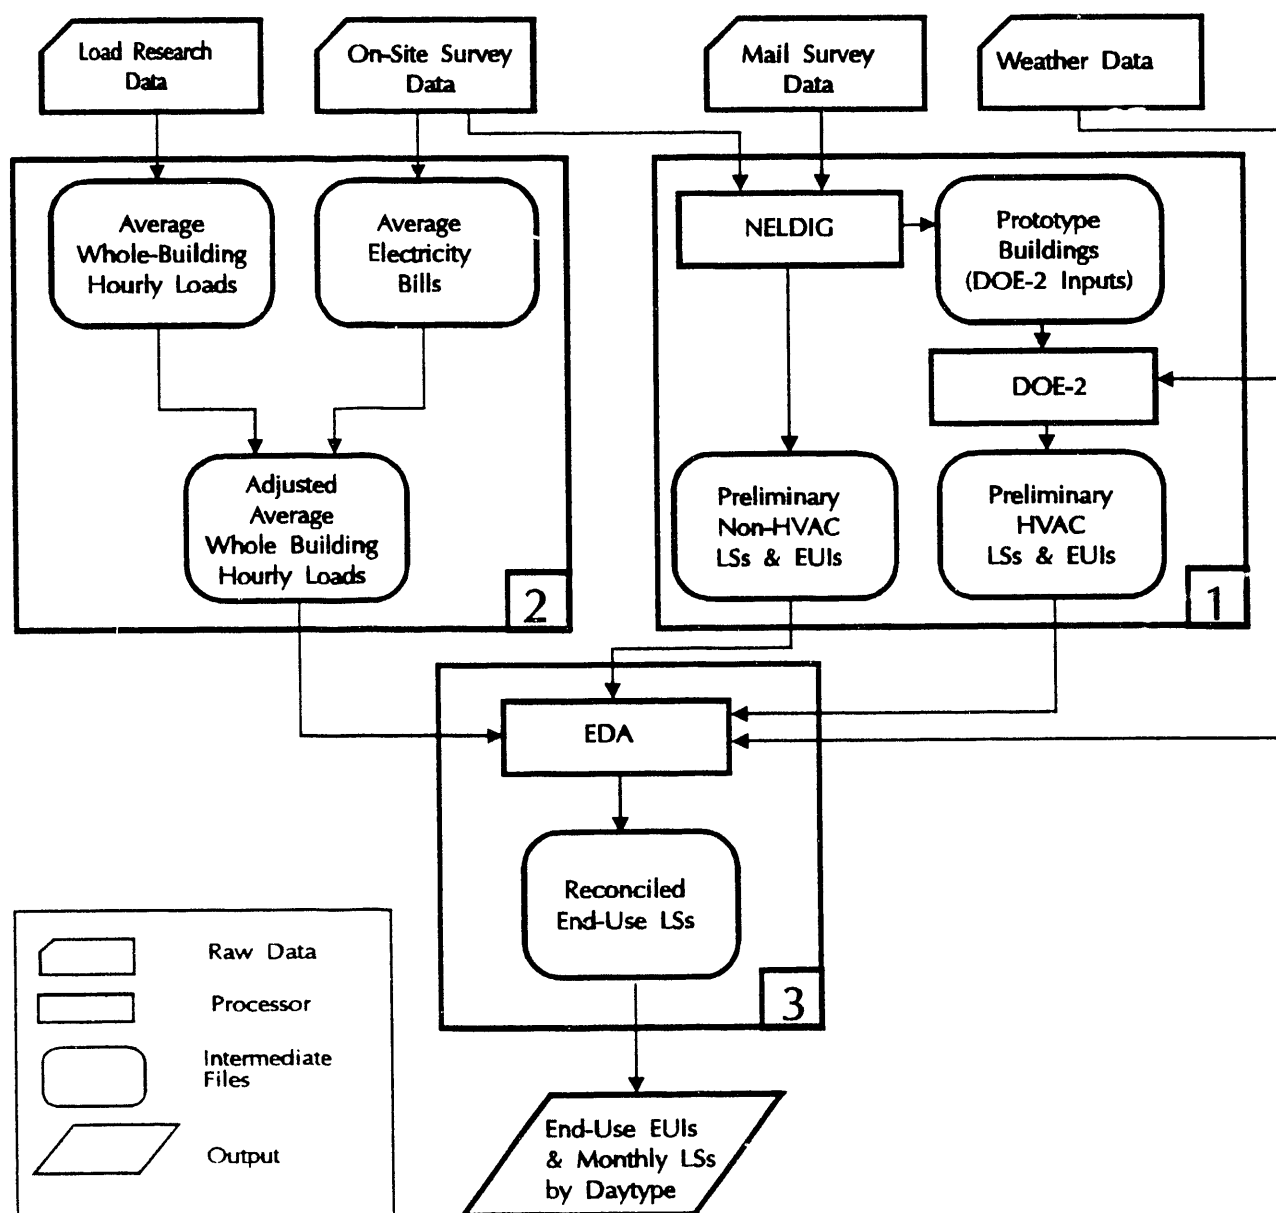 Load Research
Data
On-Site Survey
Data
Mail Survey
Data
Weather Data
Average
Whole-Building
Hourly Loads
Average
Electricity
Bills
Adjusted
Average
Whole Building
Hourly Loads
2
NELDIG
Prototype
Buildings
(DOE-2 Inputs)
DOE-2
Preliminary
Non-HVAC
LSs & EUIs
Preliminary
HVAC
LSs & EUIs
1
EDA
Reconciled
End-Use LSs
3
End-Use EUIs
& Monthly LSs
by Daytype
Raw Data
Processor
Intermediate
Files
Output